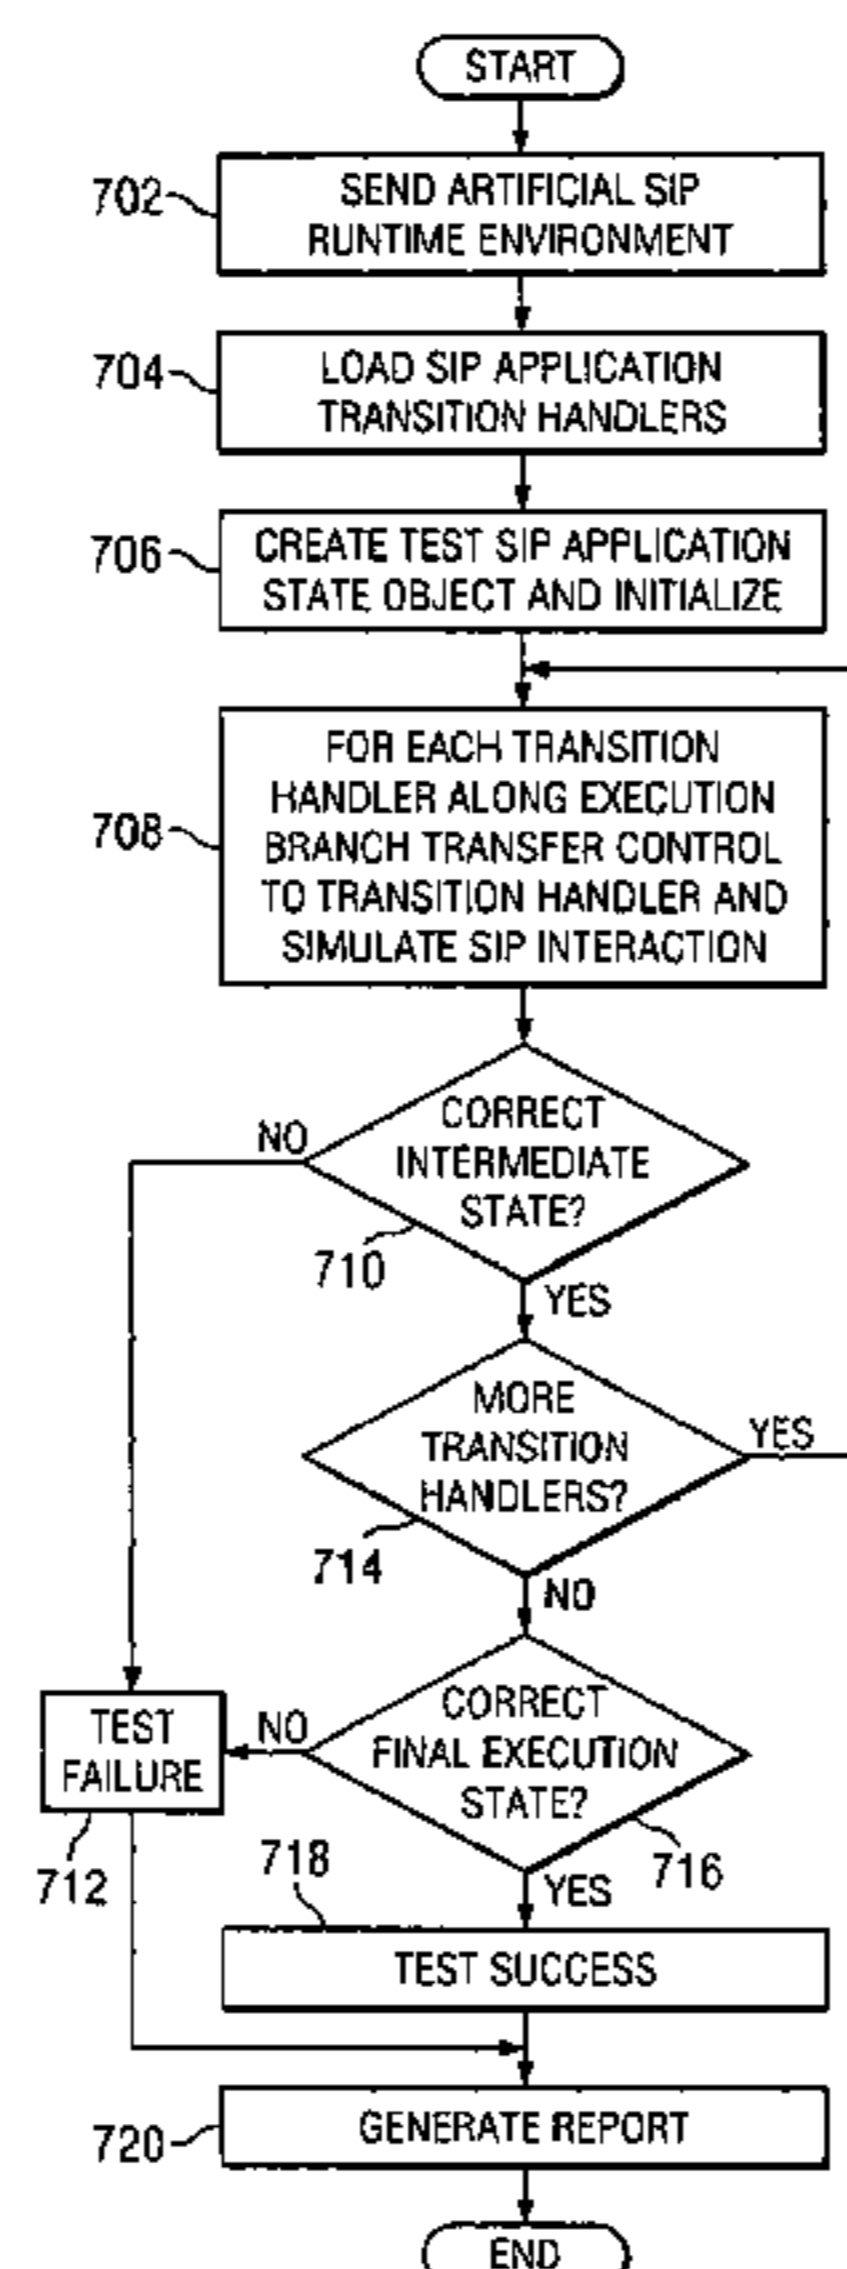 START
702
SEND ARTIFICIAL SIP
RUNTIME ENVIRONMENT
704
LOAD SIP APPLICATION
TRANSITION HANDLERS
706
CREATE TEST SIP APPLICATION
STATE OBJECT AND INITIALIZE
708
FOR EACH TRANSITION
HANDLER ALONG EXECUTION
BRANCH TRANSFER CONTROL
TO TRANSITION HANDLER AND
SIMULATE SIP INTERACTION
NO
CORRECT
INTERMEDIATE
STATE?
710
YES
MORE
TRANSITION
HANDLERS?
YES
714
NO
TEST
FAILURE
712
NO
CORRECT
FINAL EXECUTION
STATE?
716
718
YES
TEST SUCCESS
720
GENERATE REPORT
END